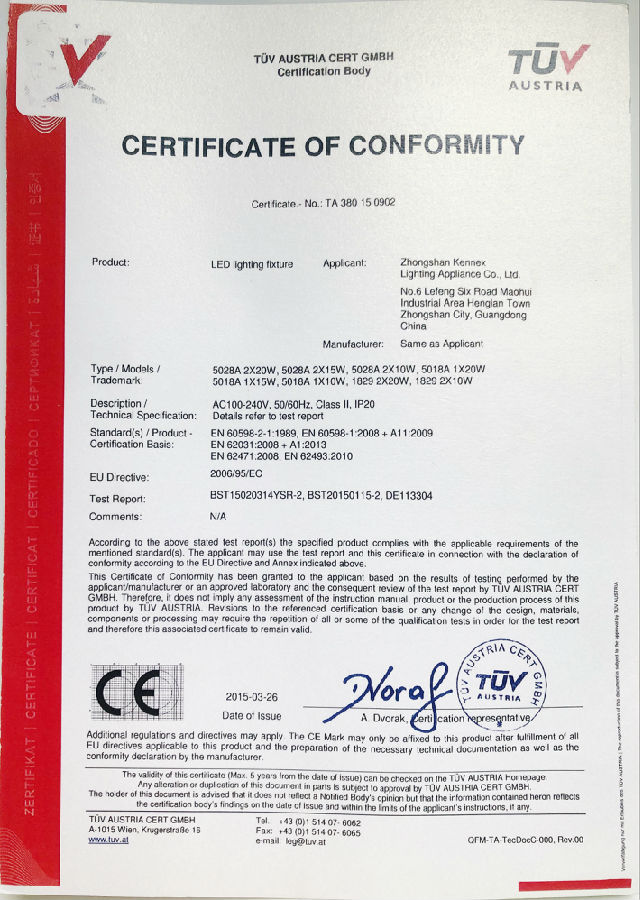 TÜV AUSTRIA CERT GMBH
Certification Body
TÜV
AUSTRIA
CERTIFICATE OF CONFORMITY
Certificate.- No.: TA 380 15 0902
Product: LED lighting fixture Applicant: Zhongshan Kennex
Lighting Appliance Co., Ltd.
No.6 Lefeng Six Road Maohui
Industrial Area Henglan Town
Zhongshan City, Guangdong
China
Manufacturer: Same as Applicant
Type / Models / 5028A 2X20W, 5028A 2X15W, 5028A 2X10W, 5018A 1X20W
Trademark: 5018A 1X15W, 5018A 1X10W, 1829 2X20W, 1829 2X10W
Description / AC100-240V, 50/60Hz, Class II, IP20
Technical Specification: Details refer to test report
Standard(s) / Product - EN 60598-2-1:1989, EN 60598-1:2008 + A11:2009
Certification Basis: EN 62031:2008 + A1:2013
EN 62471:2008, EN 62493:2010
EU Directive: 2006/95/EC
Test Report: BST15020314YSR-2, BST20150115-2, DE113304
Comments: N/A
According to the above stated test report(s) the specified product complies with the applicable requirements of the
mentioned standard(s). The applicant may use the test report and this certificate in connection with the declaration of
conformity according to the EU Directive and Annex indicated above.
This Certificate of Conformity has been granted to the applicant based on the results of testing performed by the
applicant/manufacturer or an approved laboratory and the consequent review of the test report by TÜV AUSTRIA CERT
GMBH. Therefore, it does not imply any assessment of the instruction manual, product or the production process of this
product by TÜV AUSTRIA. Revisions to the referenced certification basis or any change of the design, materials,
components or processing may require the repetition of all or some of the qualification tests in order for the test report
and therefore this associated certificate to remain valid.
CE
2015-03-26
Date of Issue
A. Dvorak, Certification representative
TÜV AUSTRIA CERT GMBH
TÜV
AUSTRIA
Additional regulations and directives may apply. The CE Mark may only be affixed to this product after fulfillment of all
EU directives applicable to this product and the preparation of the necessary technical documentation as well as the
conformity declaration by the manufacturer.
The validity of this certificate (Max. 5 years from the date of Issue) can be checked on the TÜV AUSTRIA Homepage.
Any alteration or duplication of this document in parts is subject to approval by TÜV AUSTRIA CERT GMBH.
The holder of this document is advised that it does not reflect a Notified Body's opinion but that the information contained heron reflects
the certification body's findings on the date of issue and within the limits of the applicant's instructions, if any.
TÜV AUSTRIA CERT GMBH
A-1015 Wien, Krugerstraße 16
www.tuv.at
Tel. +43 (0)1 514 07- 6062
Fax: +43 (0)1 514 07- 6065
e-mail leg@tuv.at
QFM-TA-TecDocC-000, Rev.00
ZERTIFIKAT | CERTIFICATE | CERTIFICAT | CERTIFICADO | СЕРТИФИКАТ | شهادة | 证书 | 인증서